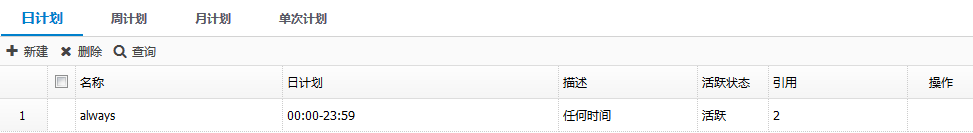 日计划 周计划 月计划 单次计划
新建 删除 查询
名称 日计划 描述 活跃状态 引用 操作
1 always 00:00-23:59 任何时间 活跃 2